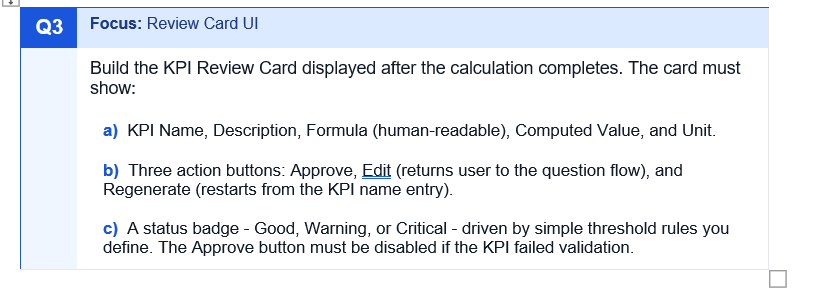 Q3
Focus: Review Card UI
Build the KPI Review Card displayed after the calculation completes. The card must
show:
a) KPI Name, Description, Formula (human-readable), Computed Value, and Unit.
b) Three action buttons: Approve, Edit (returns user to the question flow), and
Regenerate (restarts from the KPI name entry).
c) A status badge - Good, Warning, or Critical - driven by simple threshold rules you
define. The Approve button must be disabled if the KPI failed validation.